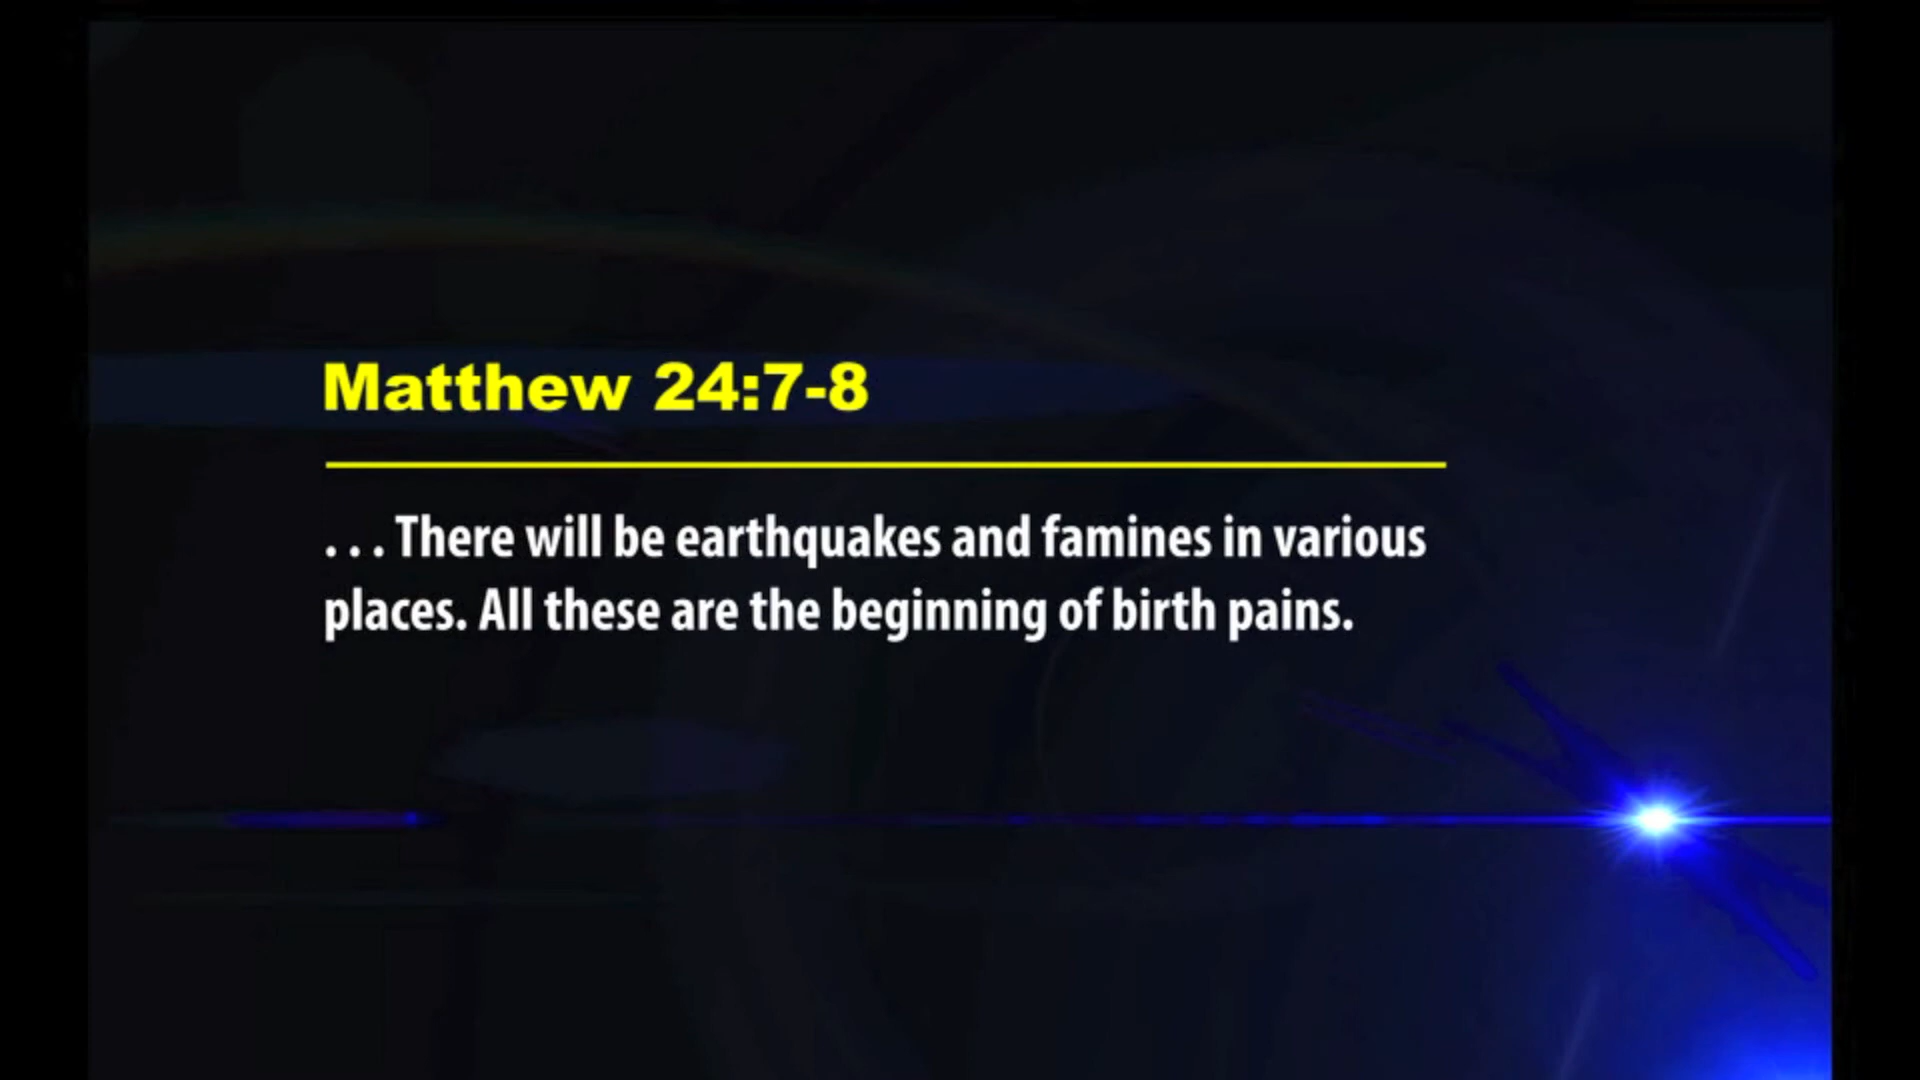 Matthew 24:7-8
. . . There will be earthquakes and famines in various
places. All these are the beginning of birth pains.